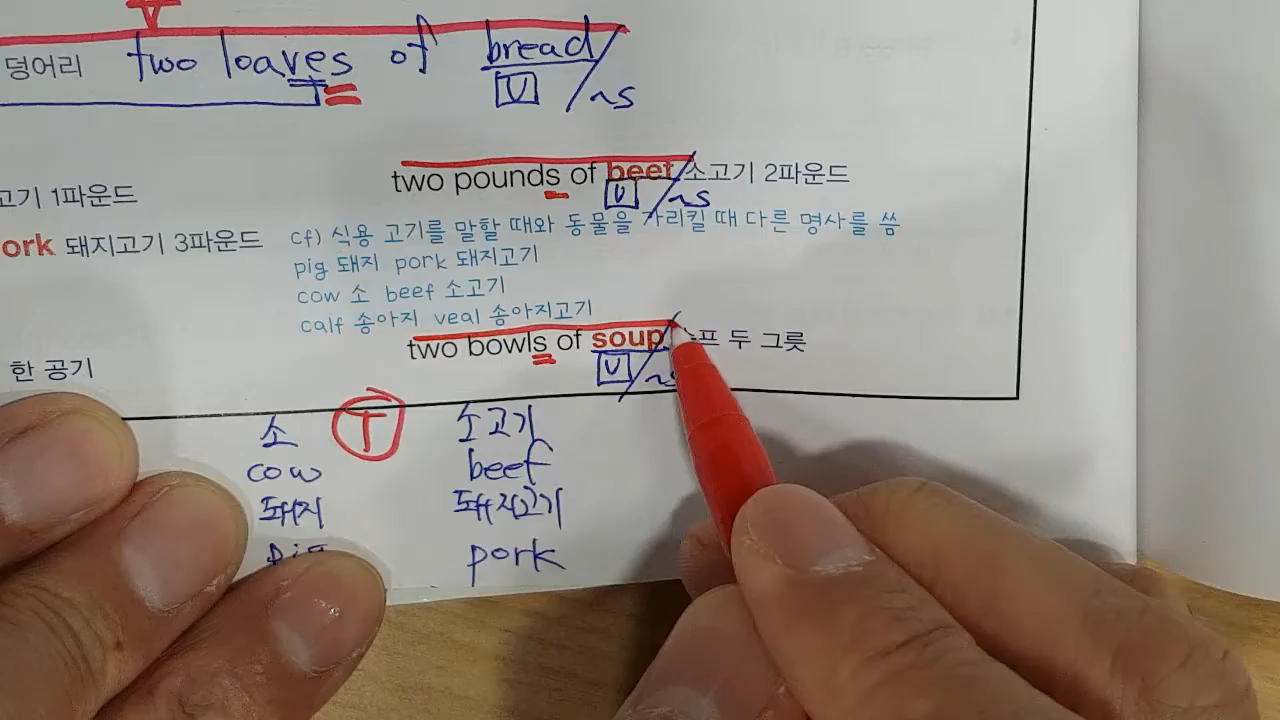 덩어리 two loaves of bread
U ~s
two pounds of beef 소고기 2파운드
고기 1파운드
U ~s
ork 돼지고기 3파운드
cf) 식용 고기를 말할 때와 동물을 가리킬 때 다른 명사를 씀
pig 돼지 pork 돼지고기
cow 소 beef 소고기
calf 송아지 veal 송아지고기
two bowls of soup 두 그릇
한 공기
U
소 T 소고기
cow beef
돼지 돼지고기
pork